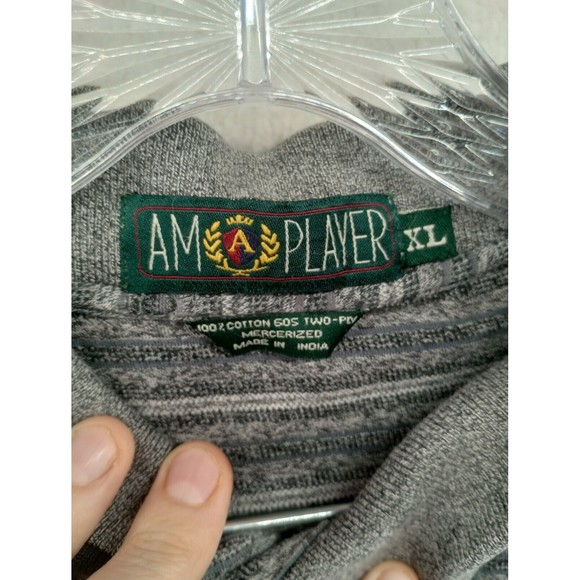 AM A PLAYER XL
100% COTTON 60S TWO-PLY
MERCERIZED
MADE IN INDIA